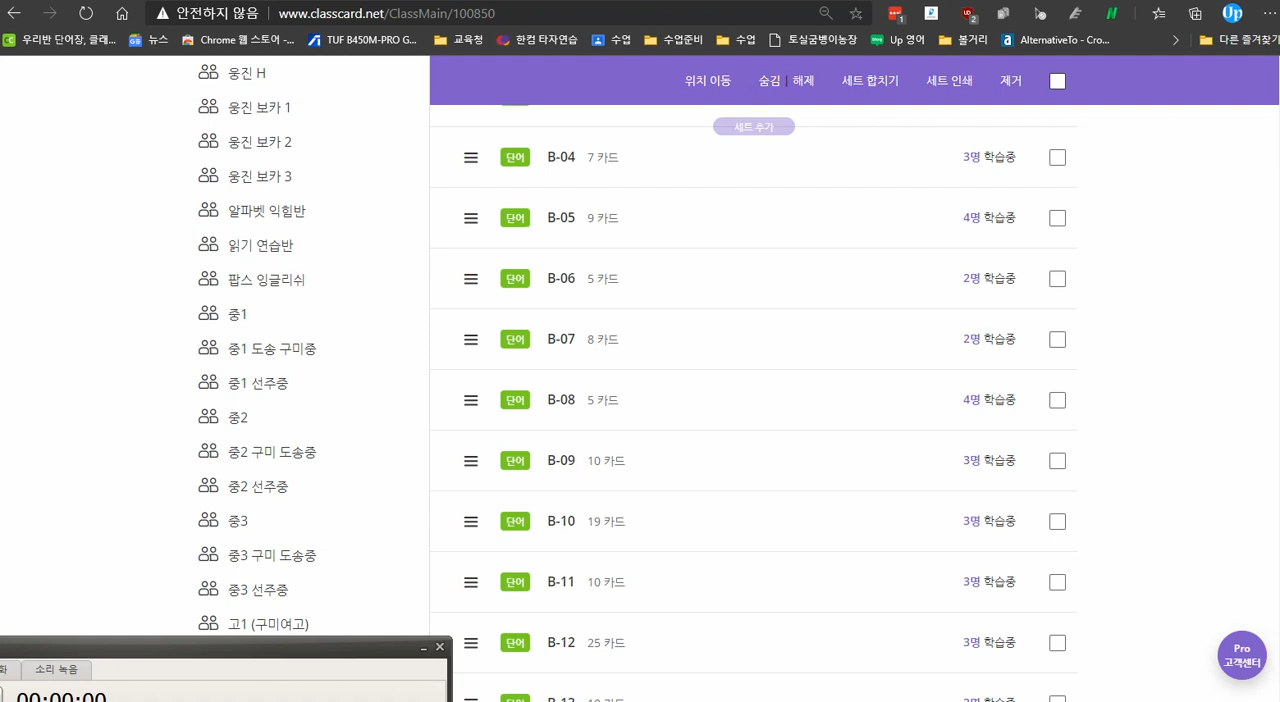 안전하지 않음 www.classcard.net/ClassMain/100850
우리반 단어장, 클래... 뉴스 Chrome 웹 스토어 -... TUF B450M-PRO G... 교육청 한컴 타자연습 수업 수업준비 수업 토실굼벵이농장 Up 영어 볼거리 AlternativeTo - Cro... 다른 즐겨찾기
위치 이동 숨김 | 해제 세트 합치기 세트 인쇄 제거
웅진 H
웅진 보카 1
웅진 보카 2
웅진 보카 3
알파벳 익힘반
읽기 연습반
팝스 잉글리쉬
중1
중1 도송 구미중
중1 선주중
중2
중2 구미 도송중
중2 선주중
중3
중3 구미 도송중
중3 선주중
고1 (구미여고)
세트 추가
단어 B-04 7 카드 3명 학습중
단어 B-05 9 카드 4명 학습중
단어 B-06 5 카드 2명 학습중
단어 B-07 8 카드 2명 학습중
단어 B-08 5 카드 4명 학습중
단어 B-09 10 카드 3명 학습중
단어 B-10 19 카드 3명 학습중
단어 B-11 10 카드 3명 학습중
단어 B-12 25 카드 3명 학습중
Pro
고객센터
화 소리 녹음
00:00:00